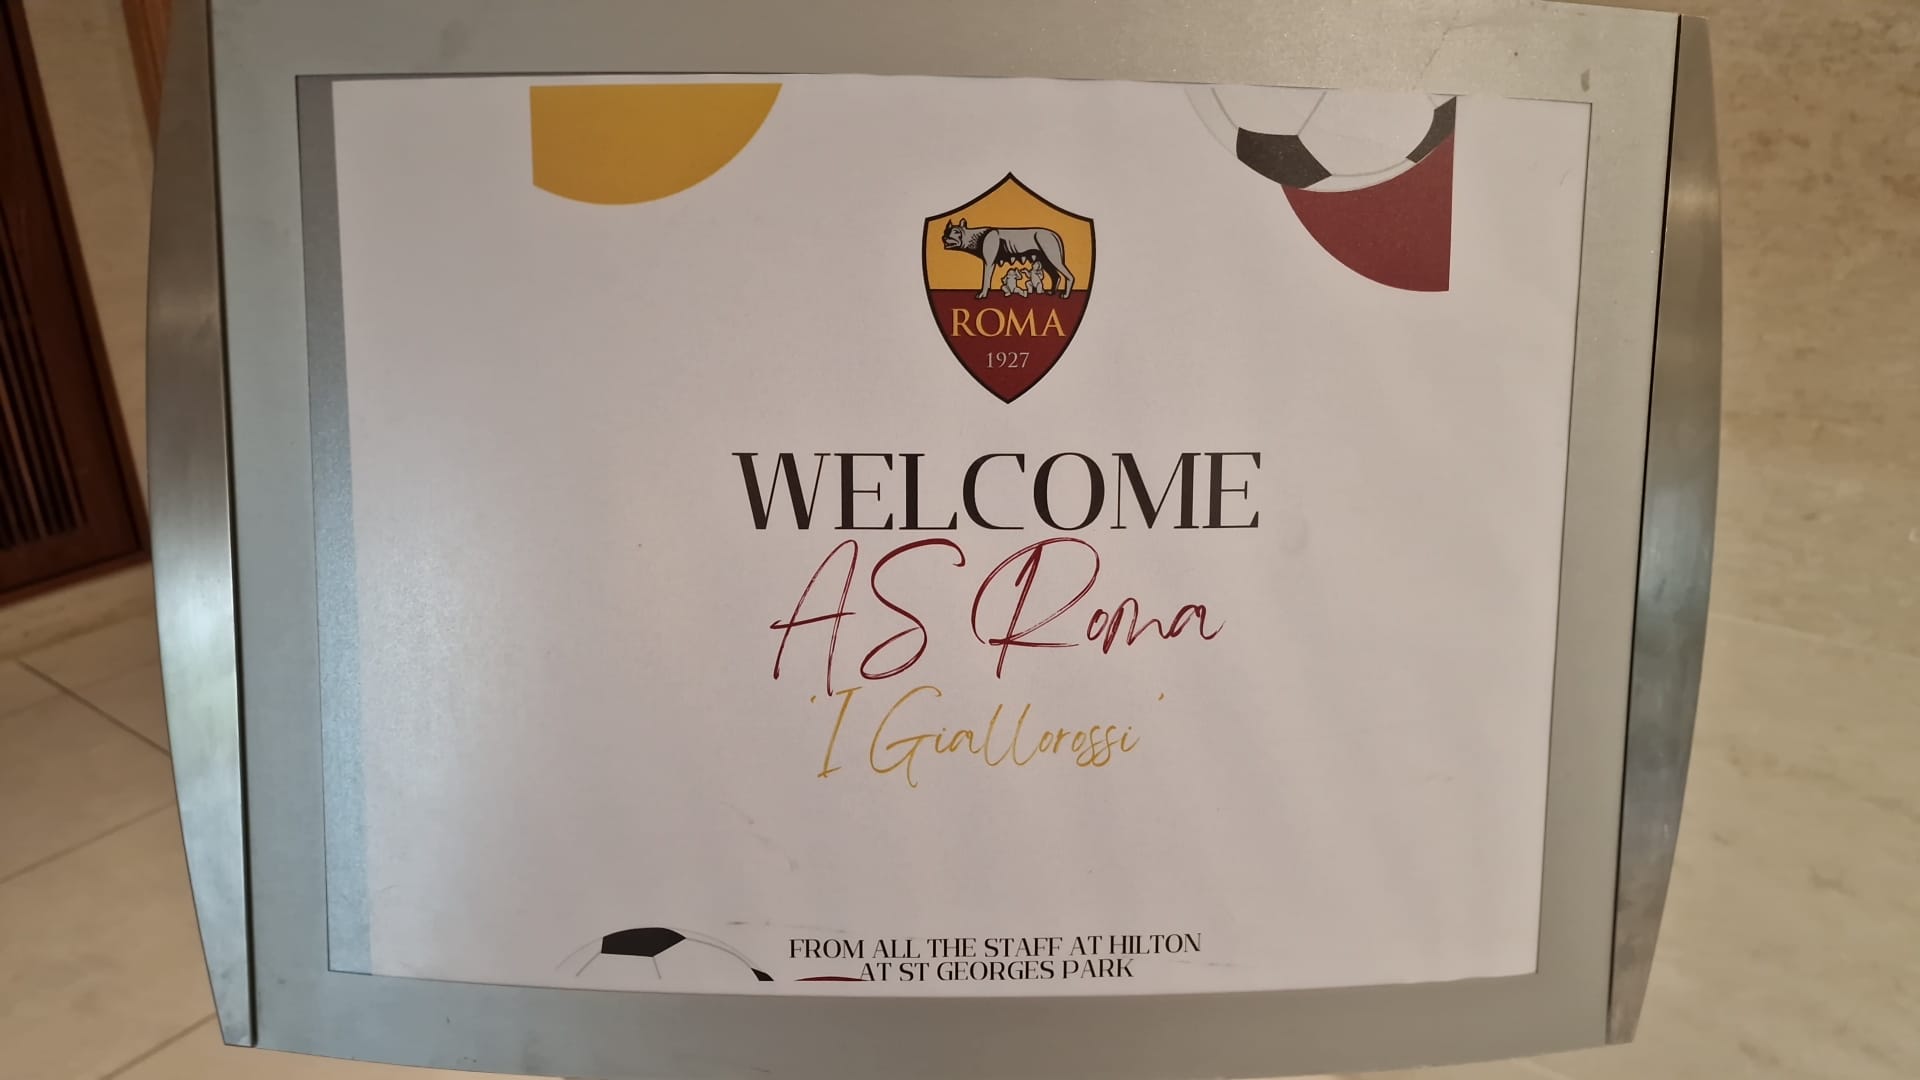 ROMA
1927
WELCOME
AS Roma
'I Giallorossi'
FROM ALL THE STAFF AT HILTON
AT ST GEORGES PARK